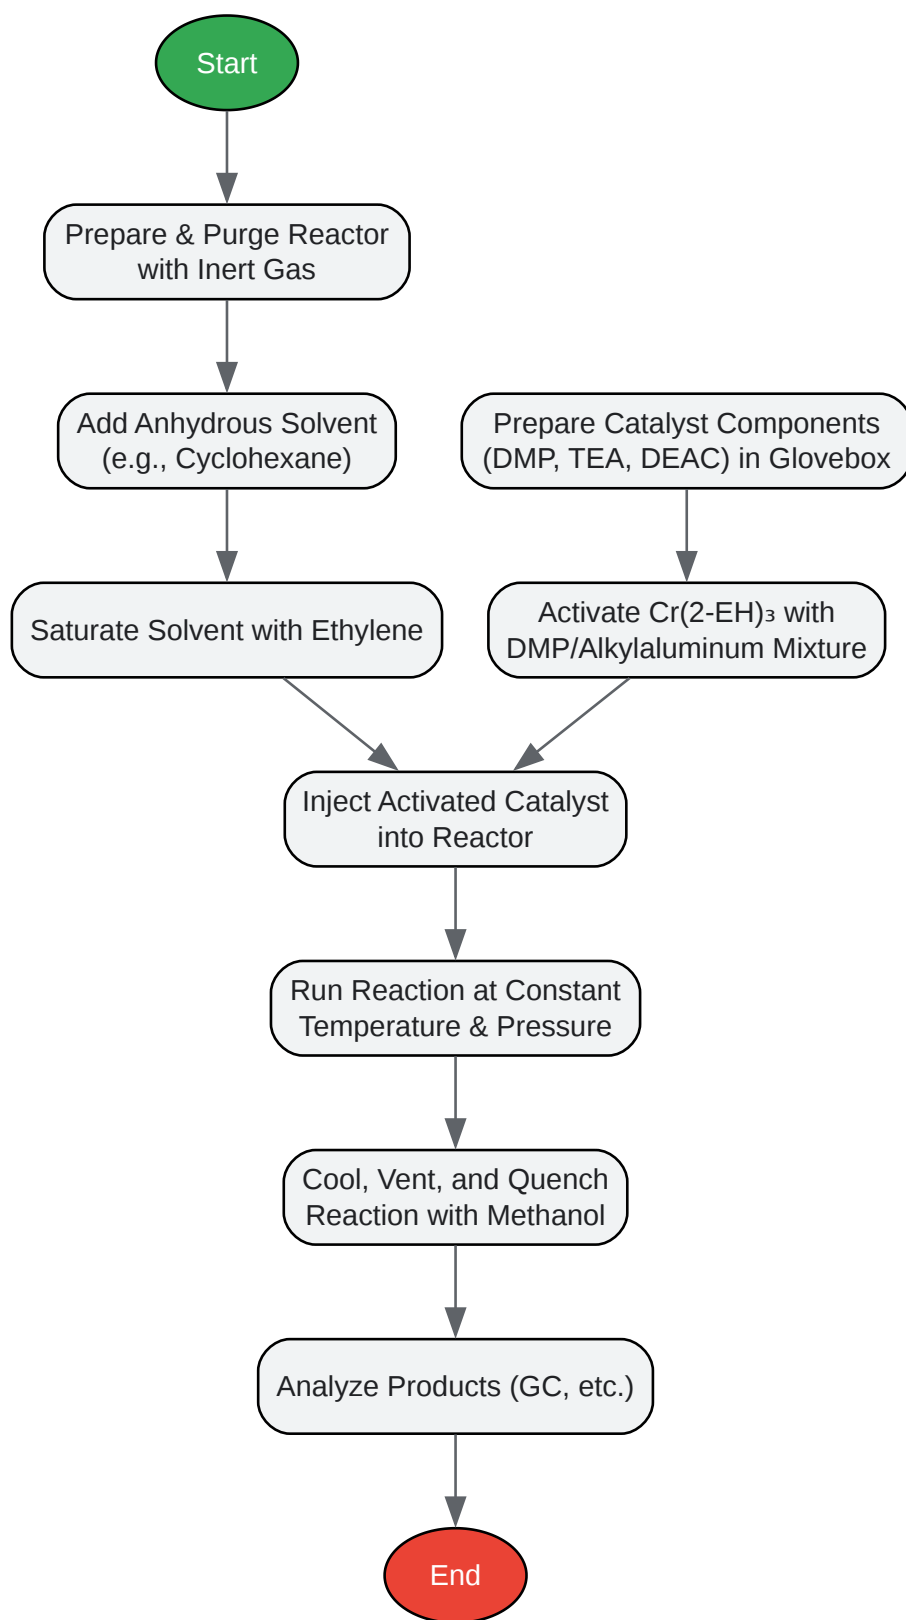 Start
Prepare & Purge Reactor
with Inert Gas
Add Anhydrous Solvent
(e.g., Cyclohexane)
Prepare Catalyst Components
(DMP, TEA, DEAC) in Glovebox
Saturate Solvent with Ethylene
Activate Cr(2-EH)₃ with
DMP/Alkylaluminum Mixture
Inject Activated Catalyst
into Reactor
Run Reaction at Constant
Temperature & Pressure
Cool, Vent, and Quench
Reaction with Methanol
Analyze Products (GC, etc.)
End